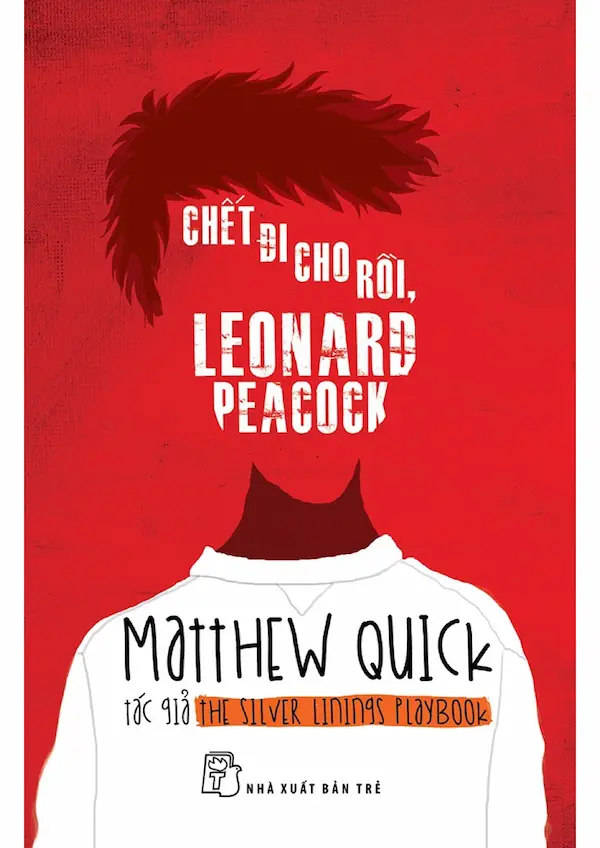 CHẾT ĐI CHO RỒI,
LEONARD
PEACOCK
MattHEW QUICK
tác giả tHE SILVER LININGS PLAYBOOK
NHÀ XUẤT BẢN TRẺ